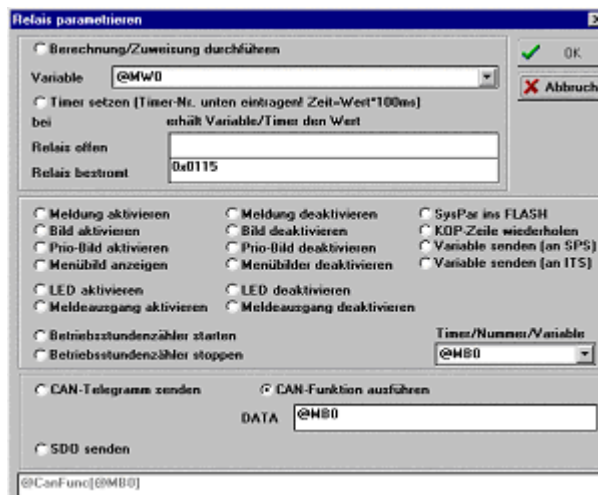 Relais parametrieren
Berechnung/Zuweisung durchführen
OK
Variable @MW0
Abbruch
Timer setzen (Timer-Nr. unten eintragen! Zeit=Wert*100ms)
bei erhält Variable/Timer den Wert
Relais offen
Relais bestromt 0x0115
Meldung aktivieren Meldung deaktivieren SysPar ins FLASH
Bild aktivieren Bild deaktivieren KOP-Zeile wiederholen
Prio-Bild aktivieren Prio-Bild deaktivieren Variable senden (an SPS)
Menübild anzeigen Menübilder deaktivieren Variable senden (an ITS)
LED aktivieren LED deaktivieren
Meldeausgang aktivieren Meldeausgang deaktivieren
Betriebsstundenzähler starten Timer/Nummer/Variable
Betriebsstundenzähler stoppen @MB0
CAN-Telegramm senden CAN-Funktion ausführen
DATA @MB0
SDO senden
@CanFunc[@MB0]